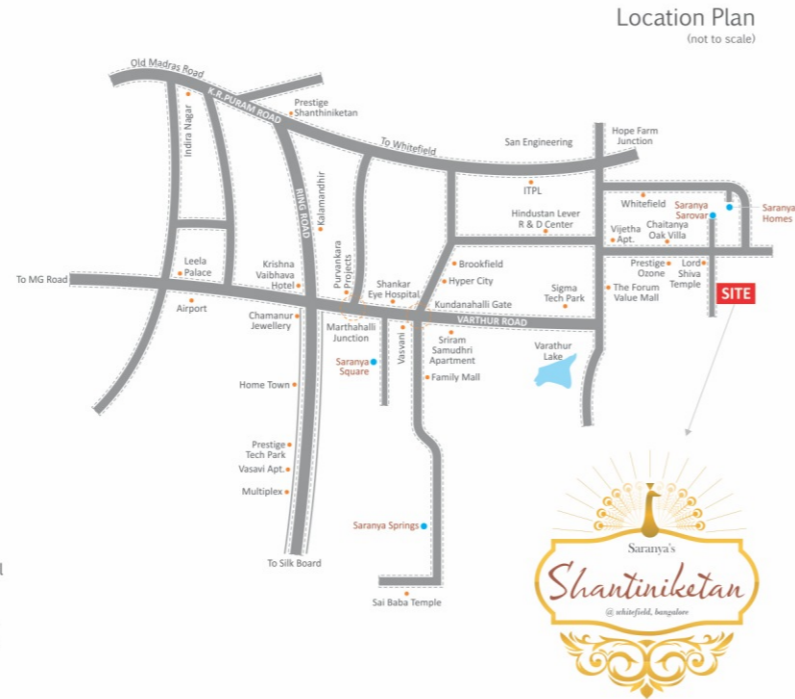 Location Plan
(not to scale)
Old Madras Road
K.R.PURAM ROAD
Indira Nagar
Prestige
Shanthiniketan
To Whitefield
San Engineering
Hope Farm
Junction
ITPL
RING ROAD
Kalamandhir
Hindustan Lever
R & D Center
Whitefield
Saranya
Sarovar
Saranya
Homes
Vijetha
Apt.
Chaitanya
Oak Villa
Leela
Palace
To MG Road
Airport
Krishna
Vaibhava
Hotel
Purvankara
Projects
Shankar
Eye Hospital
Brookfield
Hyper City
Kundanahalli Gate
Sigma
Tech Park
Prestige
Ozone
Lord
Shiva
Temple
The Forum
Value Mall
SITE
Chamanur
Jewellery
Marthahalli
Junction
VARTHUR ROAD
Vasvani
Sriram
Samudhri
Apartment
Varathur
Lake
Saranya
Square
Family Mall
Home Town
Prestige
Tech Park
Vasavi Apt.
Multiplex
Saranya Springs
To Silk Board
Sai Baba Temple
Saranya's
Shantiniketan
@ whitefield, bangalore